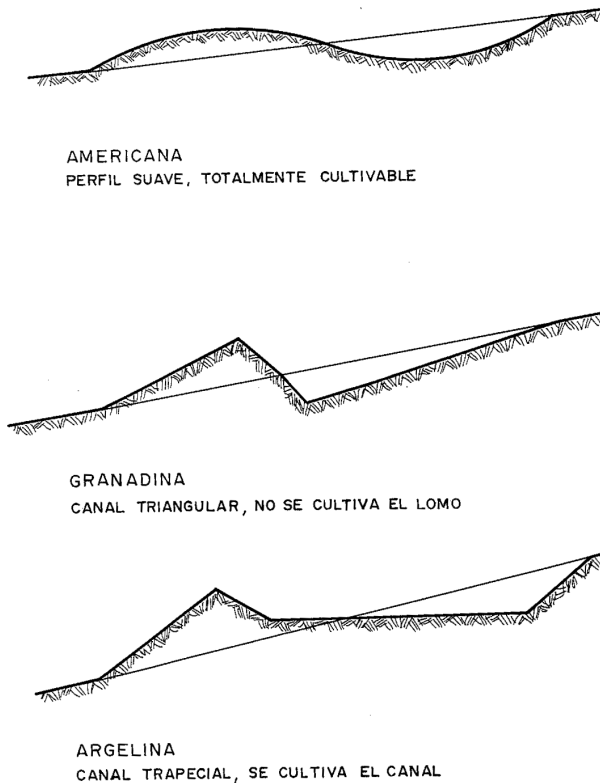 AMERICANA
PERFIL SUAVE, TOTALMENTE CULTIVABLE
GRANADINA
CANAL TRIANGULAR, NO SE CULTIVA EL LOMO
ARGELINA
CANAL TRAPECIAL, SE CULTIVA EL CANAL